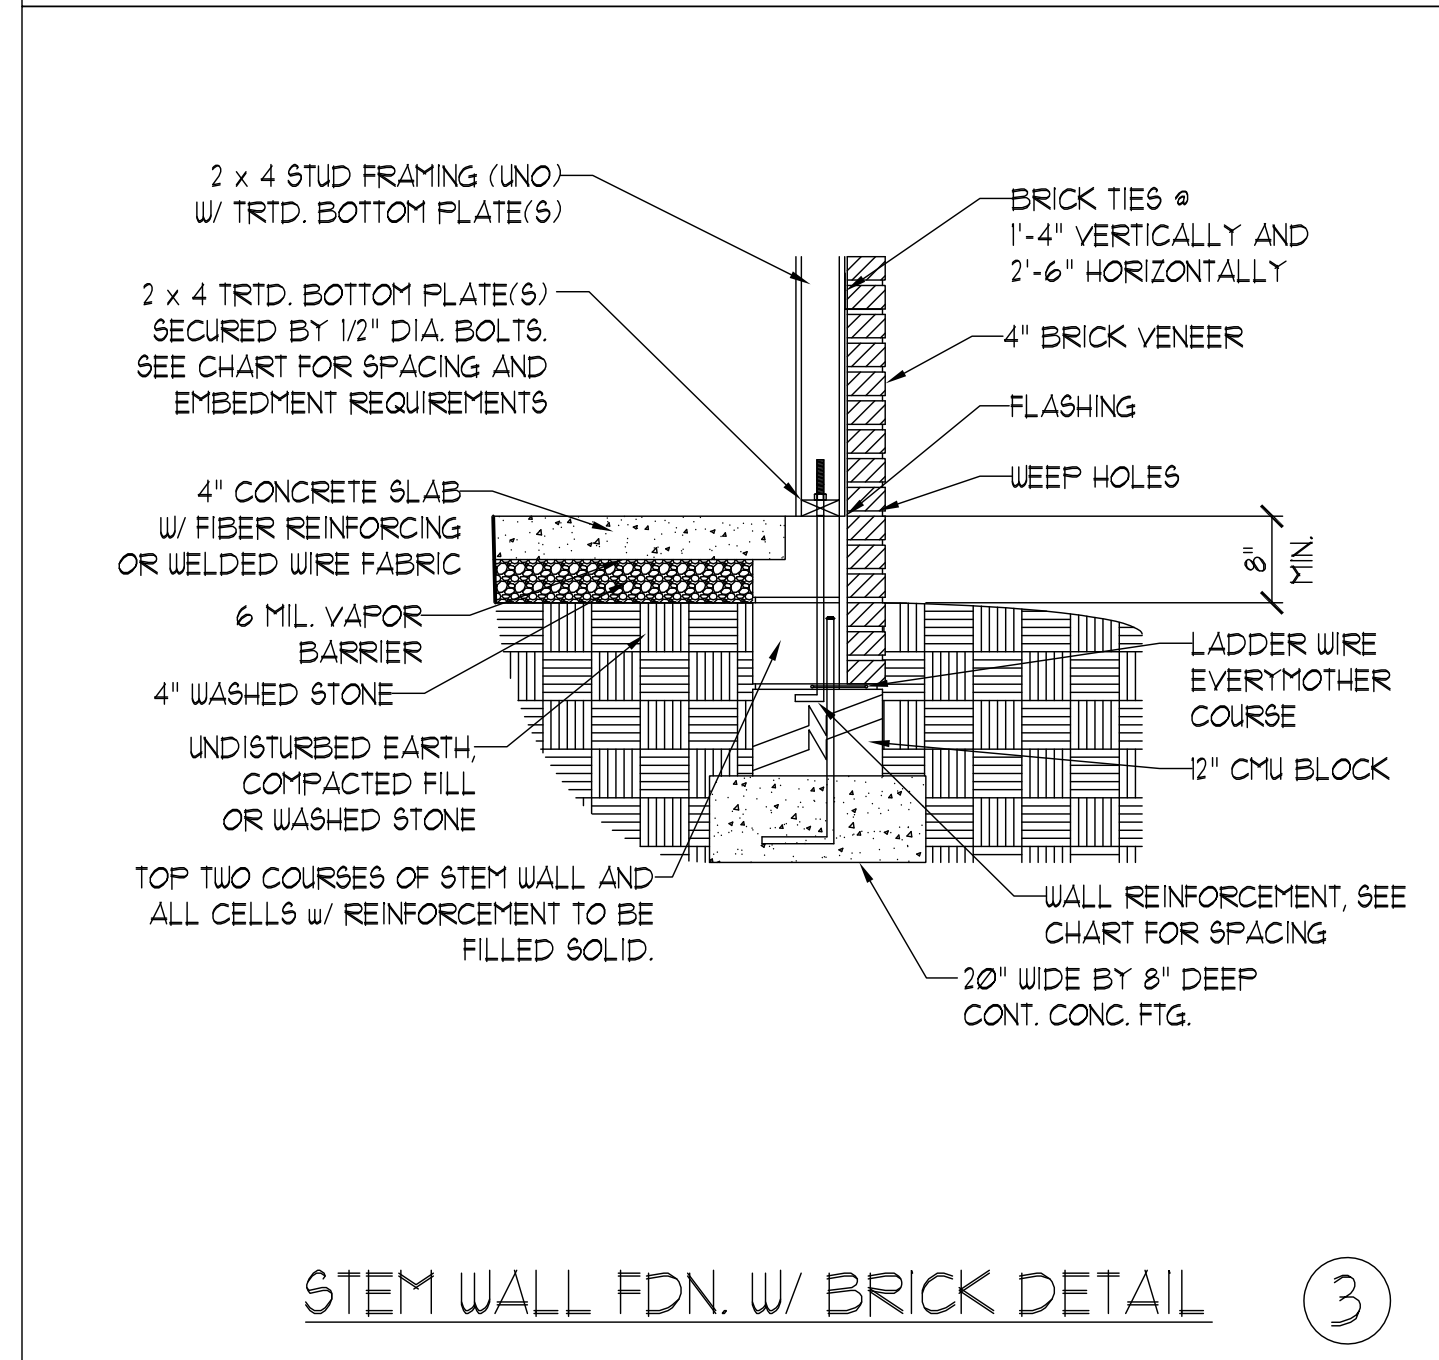 2 x 4 STUD FRAMING (UNO)
W/ TRTD. BOTTOM PLATE(S)
2 x 4 TRTD. BOTTOM PLATE(S)
SECURED BY 1/2" DIA. BOLTS.
SEE CHART FOR SPACING AND
EMBEDMENT REQUIREMENTS
4" CONCRETE SLAB
W/ FIBER REINFORCING
OR WELDED WIRE FABRIC
6 MIL. VAPOR
BARRIER
4" WASHED STONE
UNDISTURBED EARTH,
COMPACTED FILL
OR WASHED STONE
TOP TWO COURSES OF STEM WALL AND
ALL CELLS w/ REINFORCEMENT TO BE
FILLED SOLID.
BRICK TIES @
1'-4" VERTICALLY AND
2'-6" HORIZONTALLY
4" BRICK VENEER
FLASHING
WEEP HOLES
8"
MIN.
LADDER WIRE
EVERYMOTHER
COURSE
12" CMU BLOCK
WALL REINFORCEMENT, SEE
CHART FOR SPACING
20" WIDE BY 8" DEEP
CONT. CONC. FTG.
STEM WALL FDN. W/ BRICK DETAIL
3